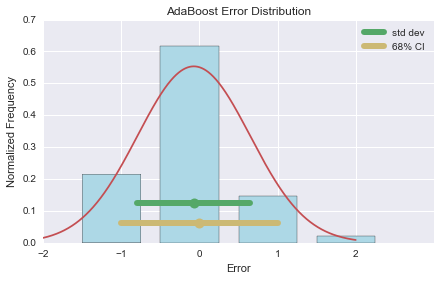 AdaBoost Error Distribution
Normalized Frequency
0.7
0.6
0.5
0.4
0.3
0.2
0.1
0.0
std dev
68% CI
−2 −1 0 1 2
Error